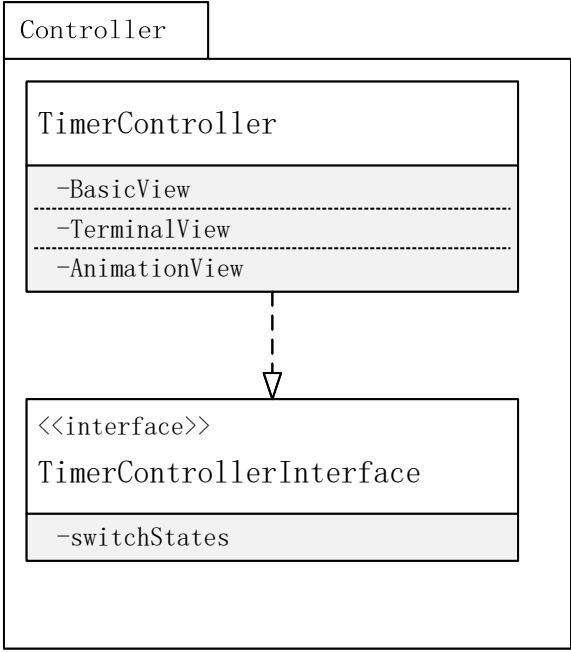 Controller
TimerController
-BasicView
-TerminalView
-AnimationView
<<interface>>
TimerControllerInterface
-switchStates